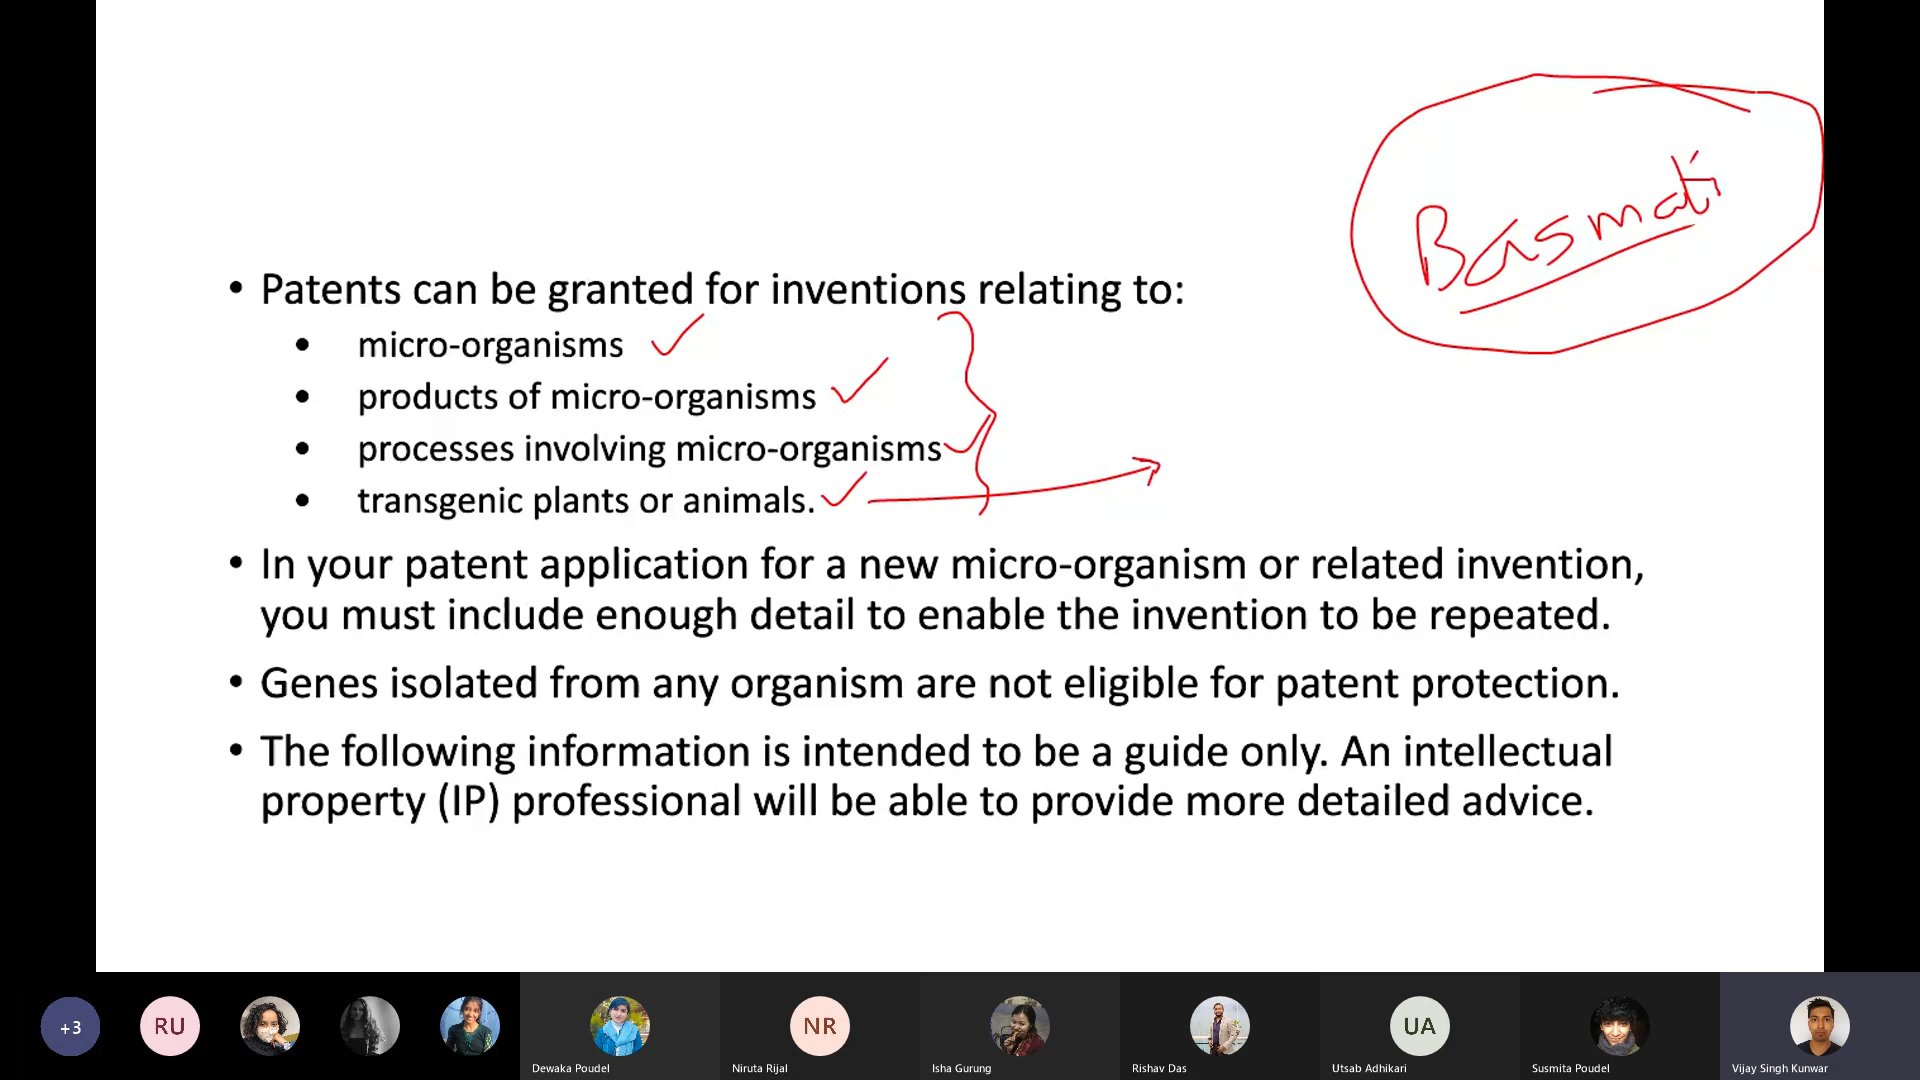 Basmati
• Patents can be granted for inventions relating to:
• micro-organisms
• products of micro-organisms
• processes involving micro-organisms
• transgenic plants or animals.
• In your patent application for a new micro-organism or related invention,
you must include enough detail to enable the invention to be repeated.
• Genes isolated from any organism are not eligible for patent protection.
• The following information is intended to be a guide only. An intellectual
property (IP) professional will be able to provide more detailed advice.
+3
RU
NR
UA
Dewaka Poudel
Niruta Rijal
Isha Gurung
Rishav Das
Utsab Adhikari
Susmita Poudel
Vijay Singh Kunwar